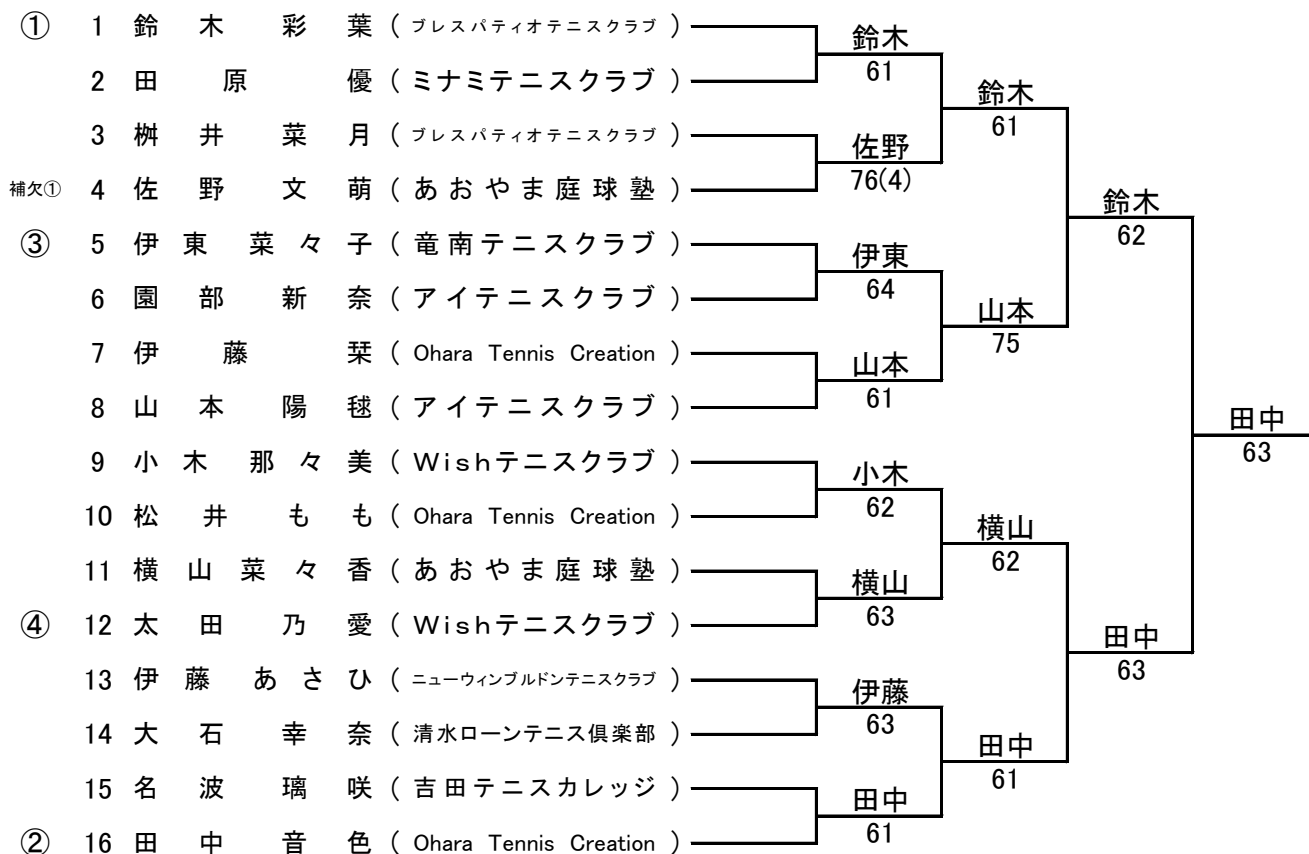 ① 1 鈴木 彩葉 ( ブレスパティオテニスクラブ )
2 田原 優 ( ミナミテニスクラブ )
3 桝井 菜月 ( ブレスパティオテニスクラブ )
補欠① 4 佐野 文萌 ( あおやま庭球塾 )
③ 5 伊東 菜々子 ( 竜南テニスクラブ )
6 園部 新奈 ( アイテニスクラブ )
7 伊藤 栞 ( Ohara Tennis Creation )
8 山本 陽毬 ( アイテニスクラブ )
9 小木 那々美 ( Wishテニスクラブ )
10 松井 もも ( Ohara Tennis Creation )
11 横山 菜々香 ( あおやま庭球塾 )
④ 12 太田 乃愛 ( Wishテニスクラブ )
13 伊藤 あさひ ( ニューウィンブルドンテニスクラブ )
14 大石 幸奈 ( 清水ローンテニス倶楽部 )
15 名波 璃咲 ( 吉田テニスカレッジ )
② 16 田中 音色 ( Ohara Tennis Creation )
鈴木
61
佐野
76(4)
伊東
64
山本
61
小木
62
横山
63
伊藤
63
田中
61
鈴木
61
山本
75
横山
62
田中
61
鈴木
62
田中
63
田中
63